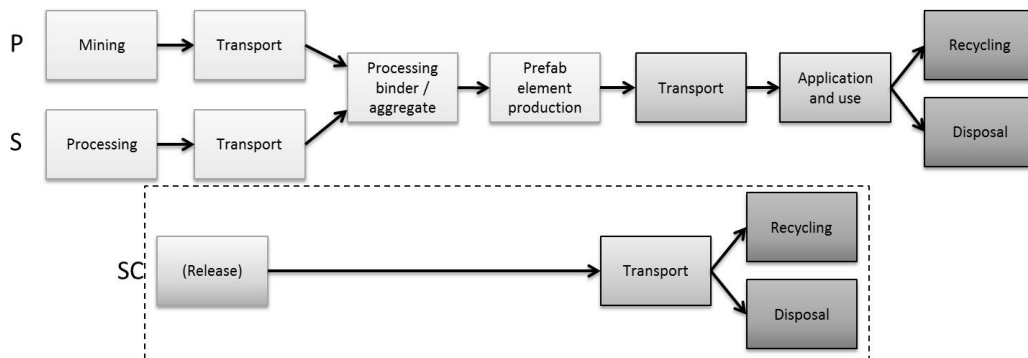 P
Mining
Transport
Processing
binder /
aggregate
Prefab
element
production
Transport
Application
and use
Recycling
Disposal
S
Processing
Transport
SC
(Release)
Transport
Recycling
Disposal